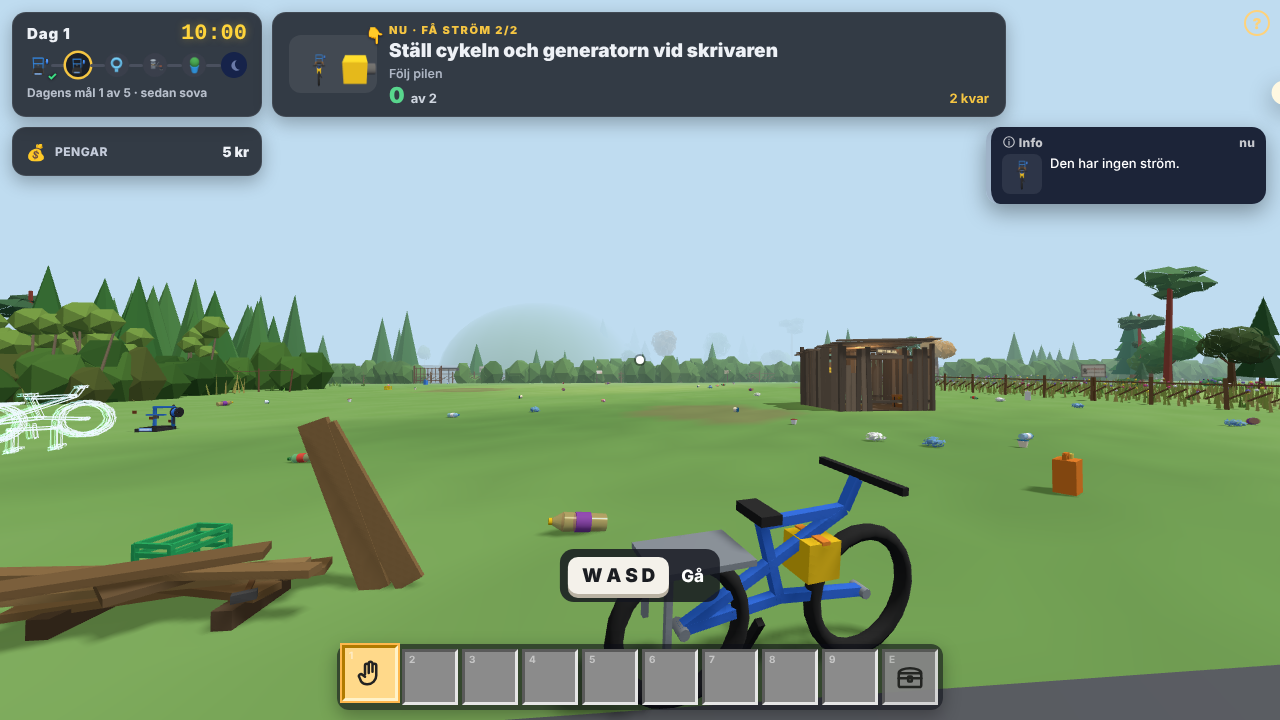 Dag 1
10:00
Dagens mål 1 av 5 · sedan sova
PENGAR
5 kr
NU · FÅ STRÖM 2/2
Ställ cykeln och generatorn vid skrivaren
Följ pilen
0 av 2
2 kvar
Info
nu
Den har ingen ström.
WASD
Gå
1
2
3
4
5
6
7
8
9
E